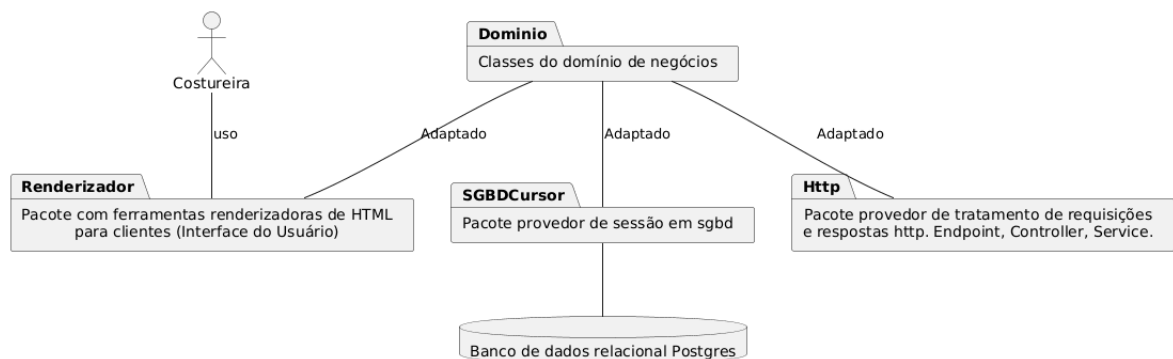 Costureira
Dominio
Classes do domínio de negócios
uso
Adaptado
Adaptado
Adaptado
Renderizador
Pacote com ferramentas renderizadoras de HTML
para clientes (Interface do Usuário)
SGBDCursor
Pacote provedor de sessão em sgbd
Http
Pacote provedor de tratamento de requisições
e respostas http. Endpoint, Controller, Service.
Banco de dados relacional Postgres